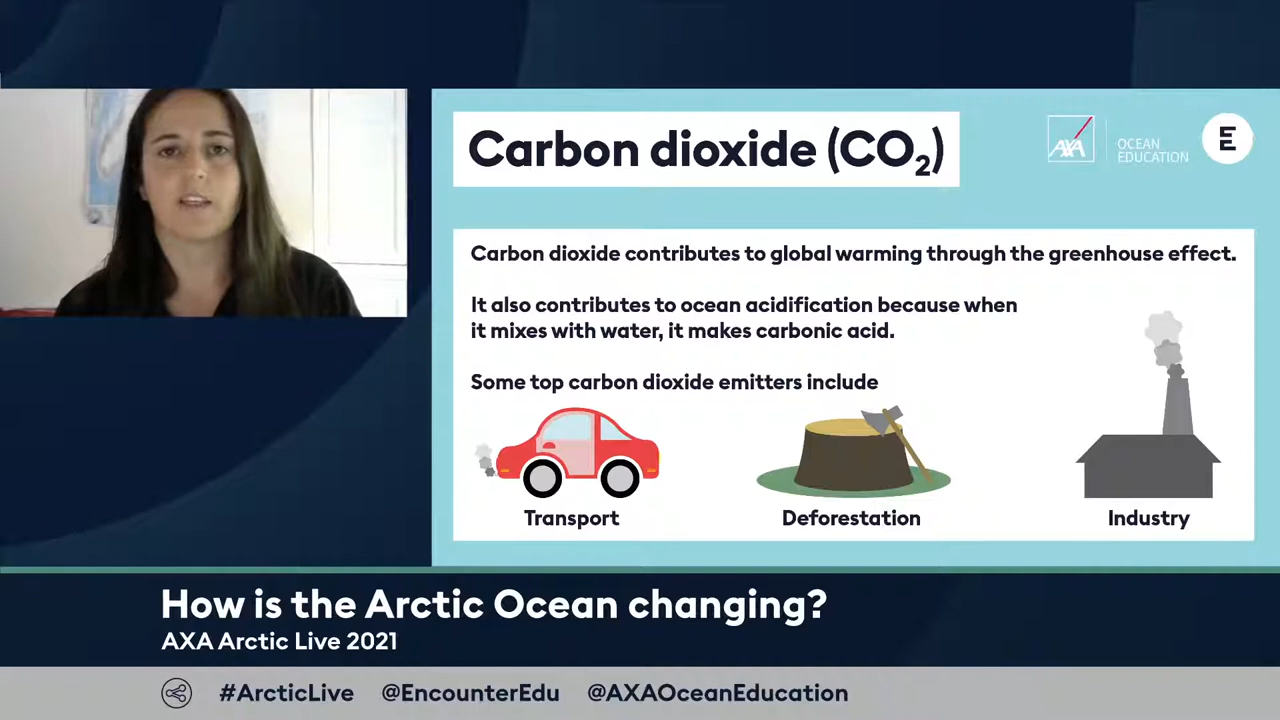 Carbon dioxide (CO₂)
AXA
OCEAN
EDUCATION
E
Carbon dioxide contributes to global warming through the greenhouse effect.
It also contributes to ocean acidification because when
it mixes with water, it makes carbonic acid.
Some top carbon dioxide emitters include
Transport
Deforestation
Industry
How is the Arctic Ocean changing?
AXA Arctic Live 2021
#ArcticLive @EncounterEdu @AXAOceanEducation